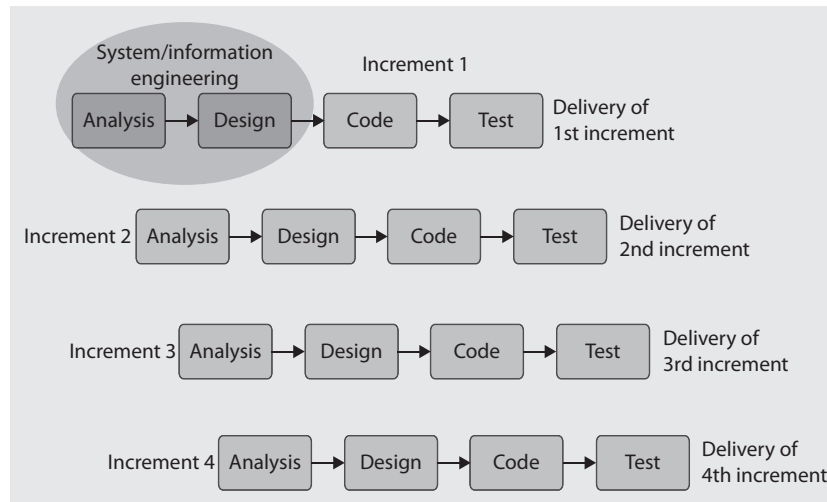 System/information
engineering
Increment 1
Analysis
Design
Code
Test
Delivery of
1st increment
Increment 2
Analysis
Design
Code
Test
Delivery of
2nd increment
Increment 3
Analysis
Design
Code
Test
Delivery of
3rd increment
Increment 4
Analysis
Design
Code
Test
Delivery of
4th increment